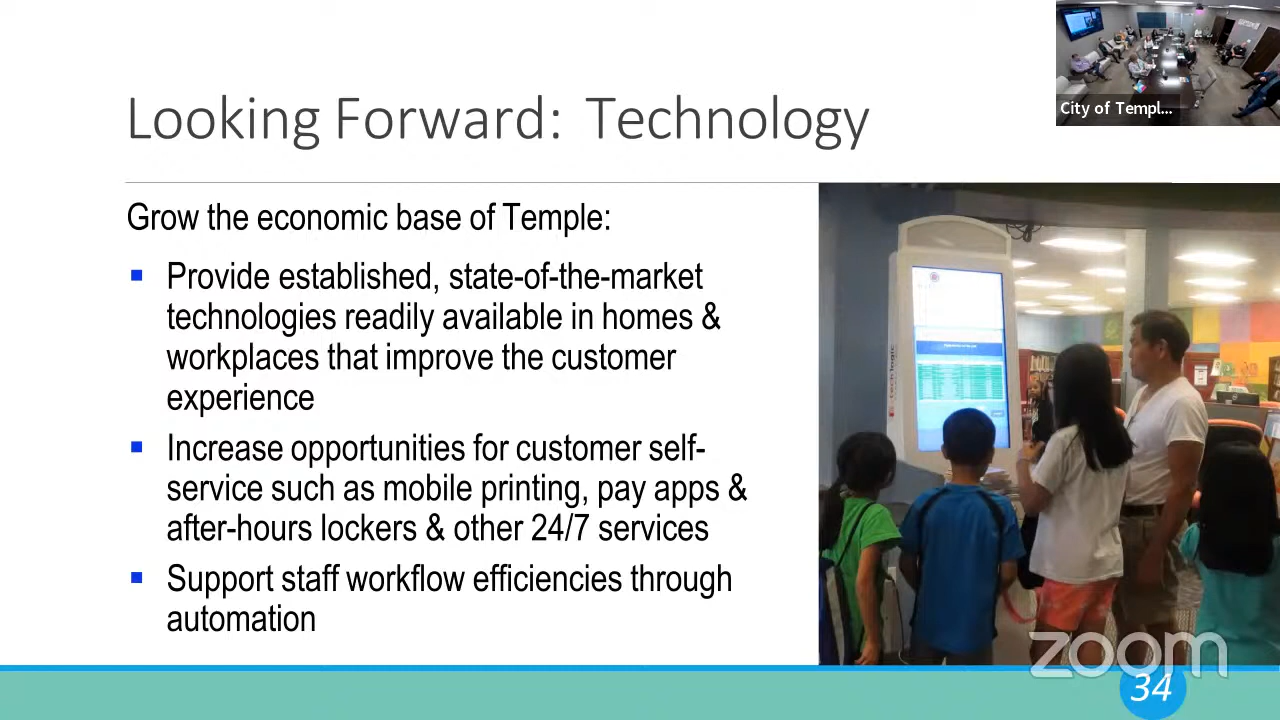 City of Templ...
Looking Forward: Technology
Grow the economic base of Temple:
Provide established, state-of-the-market
technologies readily available in homes &
workplaces that improve the customer
experience
Increase opportunities for customer self-
service such as mobile printing, pay apps &
after-hours lockers & other 24/7 services
Support staff workflow efficiencies through
automation
tech logic
zoom
34